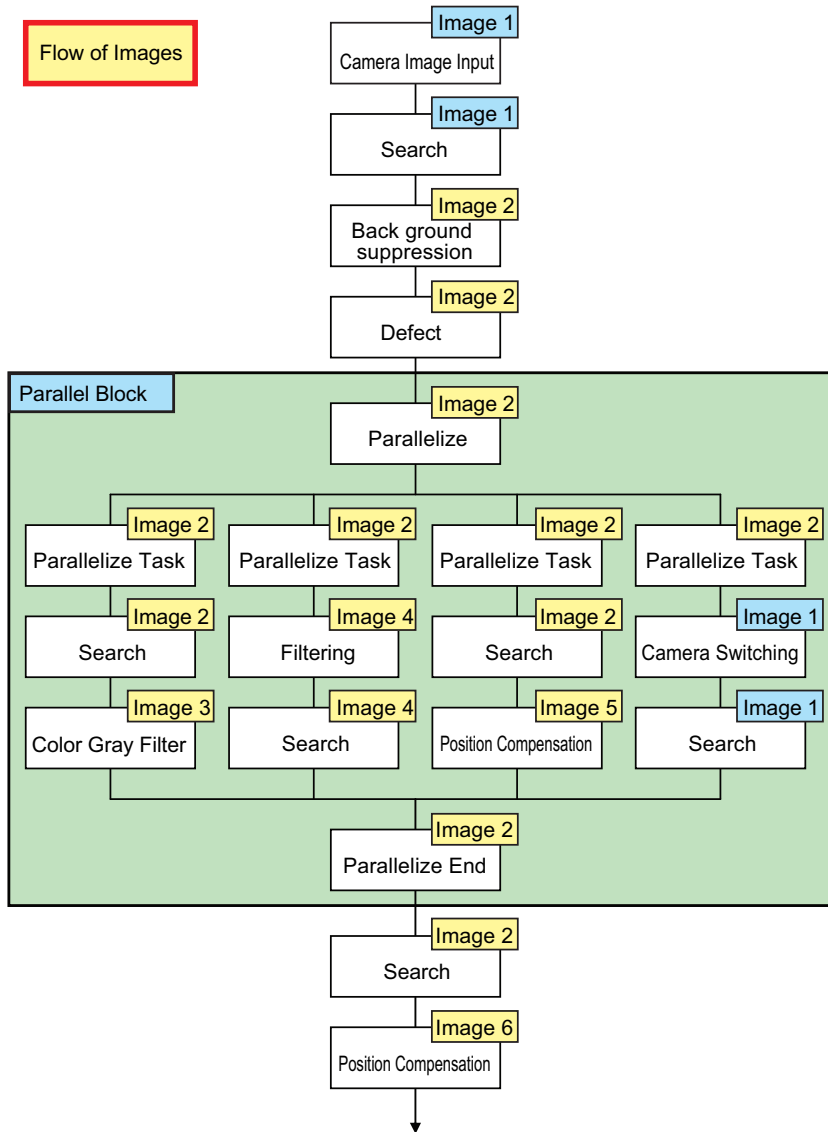 Flow of Images
Image 1
Camera Image Input
Image 1
Search
Image 2
Back ground
suppression
Image 2
Defect
Parallel Block
Image 2
Parallelize
Image 2
Parallelize Task
Image 2
Parallelize Task
Image 2
Parallelize Task
Image 2
Parallelize Task
Image 2
Search
Image 4
Filtering
Image 2
Search
Image 1
Camera Switching
Image 3
Color Gray Filter
Image 4
Search
Image 5
Position Compensation
Image 1
Search
Image 2
Parallelize End
Image 2
Search
Image 6
Position Compensation